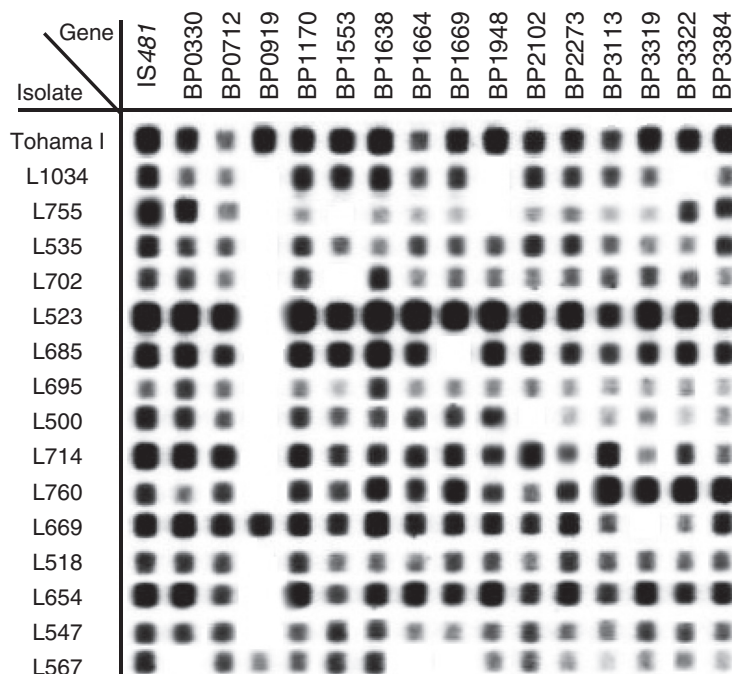 Gene
Isolate
IS481 BP0330 BP0712 BP0919 BP1170 BP1553 BP1638 BP1664 BP1669 BP1948 BP2102 BP2273 BP3113 BP3319 BP3322 BP3384
Tohama I
L1034
L755
L535
L702
L523
L685
L695
L500
L714
L760
L669
L518
L654
L547
L567